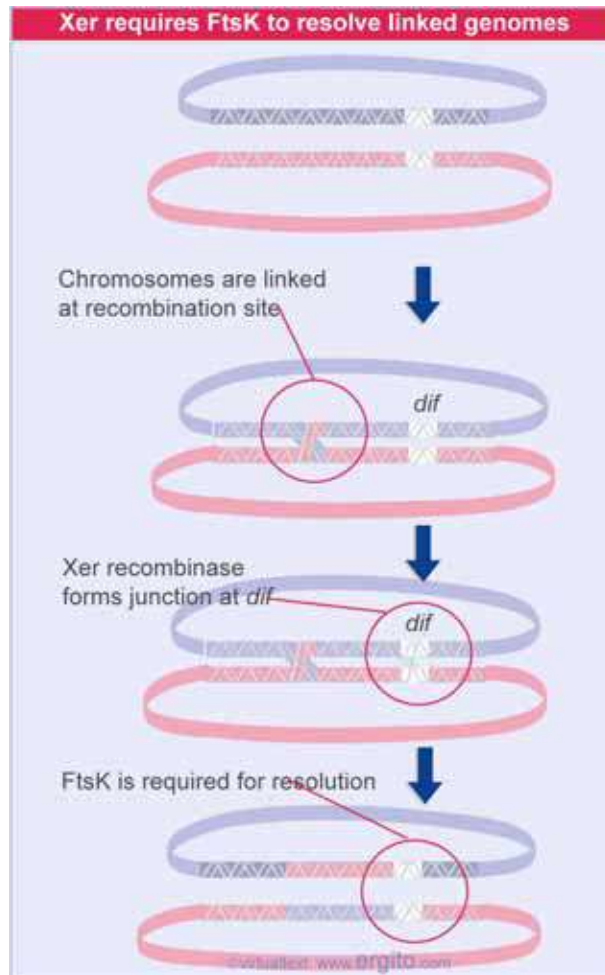 Xer requires FtsK to resolve linked genomes
Chromosomes are linked
at recombination site
dif
Xer recombinase
forms junction at dif
dif
FtsK is required for resolution
©virtualtext www.ergito.com